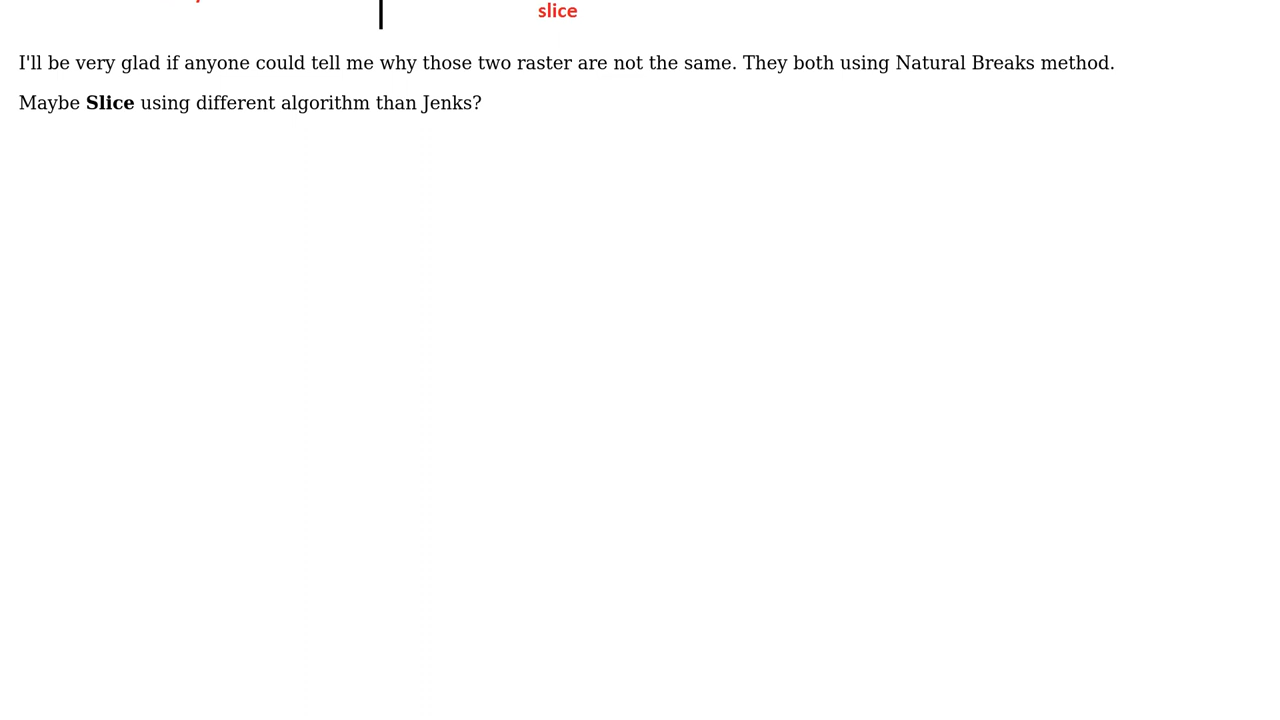 slice
I'll be very glad if anyone could tell me why those two raster are not the same. They both using Natural Breaks method.
Maybe Slice using different algorithm than Jenks?